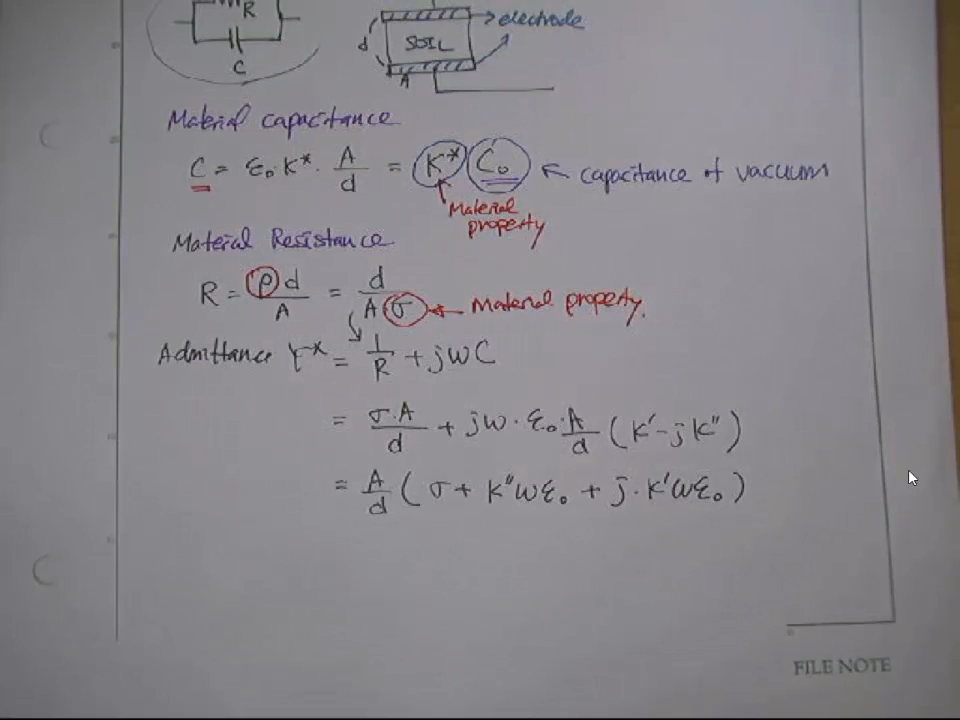 R
C
d
SOIL
A
electrode
Material capacitance
C = ε₀ K* · A/d = K* C₀ ← capacitance of vacuum
Material
property
Material Resistance
R = ρd/A = d/(Aσ) ← Material property.
Admittance Y* = 1/R + jωC
= σ·A/d + jω · ε₀ · A/d (K' - jK'')
= A/d (σ + K''ωε₀ + j · K'ωε₀)
FILE NOTE